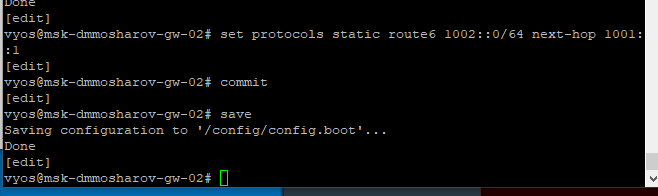 Done
[edit]
vyos@msk-dmmosharov-gw-02# set protocols static route6 1002::0/64 next-hop 1001:
:1
[edit]
vyos@msk-dmmosharov-gw-02# commit
[edit]
vyos@msk-dmmosharov-gw-02# save
Saving configuration to '/config/config.boot'...
Done
[edit]
vyos@msk-dmmosharov-gw-02#